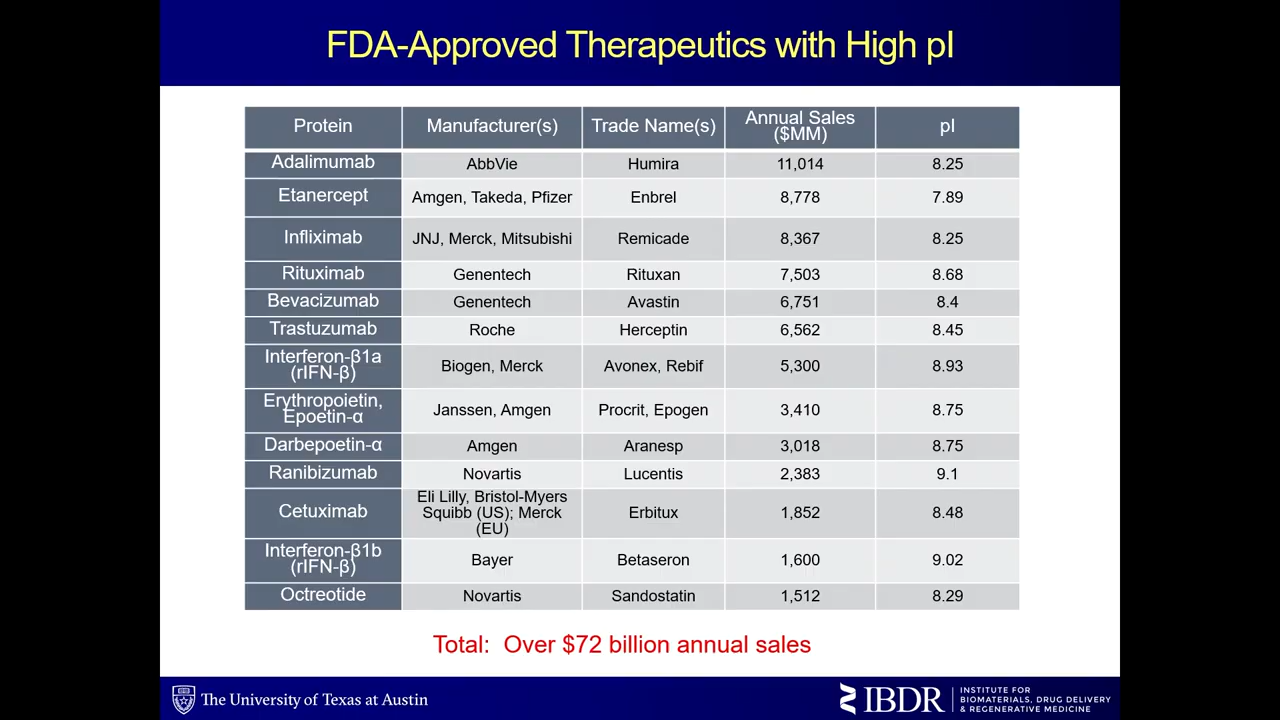 FDA-Approved Therapeutics with High pI
Protein Manufacturer(s) Trade Name(s) Annual Sales ($MM) pI
Adalimumab AbbVie Humira 11,014 8.25
Etanercept Amgen, Takeda, Pfizer Enbrel 8,778 7.89
Infliximab JNJ, Merck, Mitsubishi Remicade 8,367 8.25
Rituximab Genentech Rituxan 7,503 8.68
Bevacizumab Genentech Avastin 6,751 8.4
Trastuzumab Roche Herceptin 6,562 8.45
Interferon-β1a (rIFN-β) Biogen, Merck Avonex, Rebif 5,300 8.93
Erythropoietin, Epoetin-α Janssen, Amgen Procrit, Epogen 3,410 8.75
Darbepoetin-α Amgen Aranesp 3,018 8.75
Ranibizumab Novartis Lucentis 2,383 9.1
Cetuximab Eli Lilly, Bristol-Myers Squibb (US); Merck (EU) Erbitux 1,852 8.48
Interferon-β1b (rIFN-β) Bayer Betaseron 1,600 9.02
Octreotide Novartis Sandostatin 1,512 8.29
Total: Over $72 billion annual sales
The University of Texas at Austin
IBDR
INSTITUTE FOR
BIOMATERIALS, DRUG DELIVERY
& REGENERATIVE MEDICINE